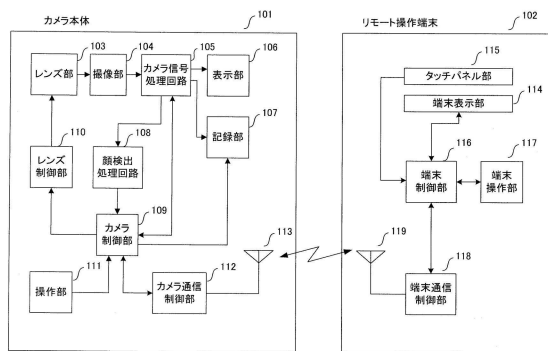 カメラ本体
101
リモート操作端末
102
103
104
105
106
レンズ部
撮像部
カメラ信号
処理回路
表示部
107
記録部
110
108
レンズ
制御部
顔検出
処理回路
109
カメラ
制御部
113
111
112
操作部
カメラ通信
制御部
115
タッチパネル部
114
端末表示部
116
117
端末
制御部
端末
操作部
119
118
端末通信
制御部